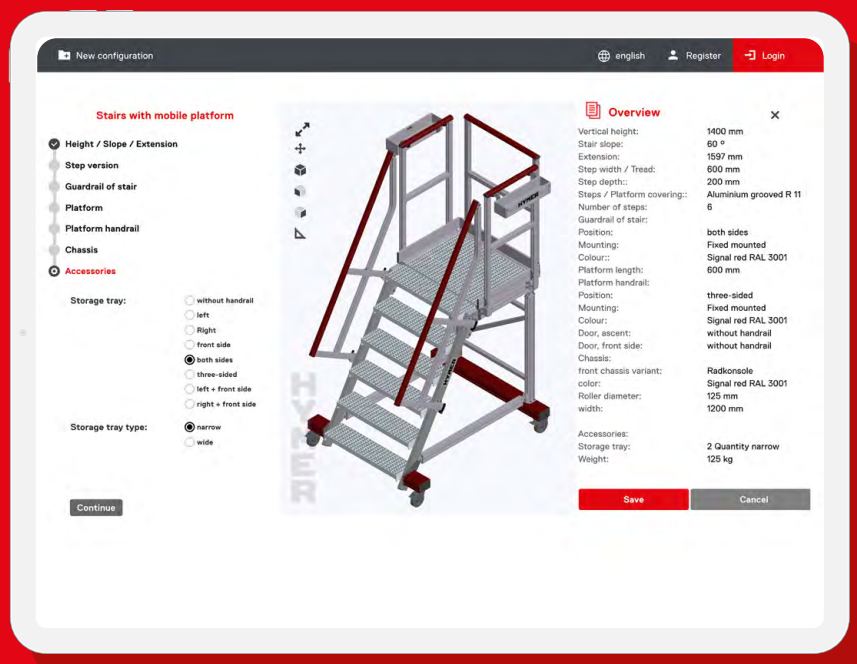 New configuration
english
Register
Login
Stairs with mobile platform
Height / Slope / Extension
Step version
Guardrail of stair
Platform
Platform handrail
Chassis
Accessories
Storage tray:
without handrail
left
Right
front side
both sides
three-sided
left + front side
right + front side
Storage tray type:
narrow
wide
Continue
HYMER
HYMER
HYMER
Overview
Vertical height: 1400 mm
Stair slope: 60 °
Extension: 1597 mm
Step width / Tread: 600 mm
Step depth:: 200 mm
Steps / Platform covering:: Aluminium grooved R 11
Number of steps: 6
Guardrail of stair:
Position: both sides
Mounting: Fixed mounted
Colour:: Signal red RAL 3001
Platform length: 600 mm
Platform handrail:
Position: three-sided
Mounting: Fixed mounted
Colour: Signal red RAL 3001
Door, ascent: without handrail
Door, front side: without handrail
Chassis:
front chassis variant: Radkonsole
color: Signal red RAL 3001
Roller diameter: 125 mm
width: 1200 mm
Accessories:
Storage tray: 2 Quantity narrow
Weight: 125 kg
Save
Cancel